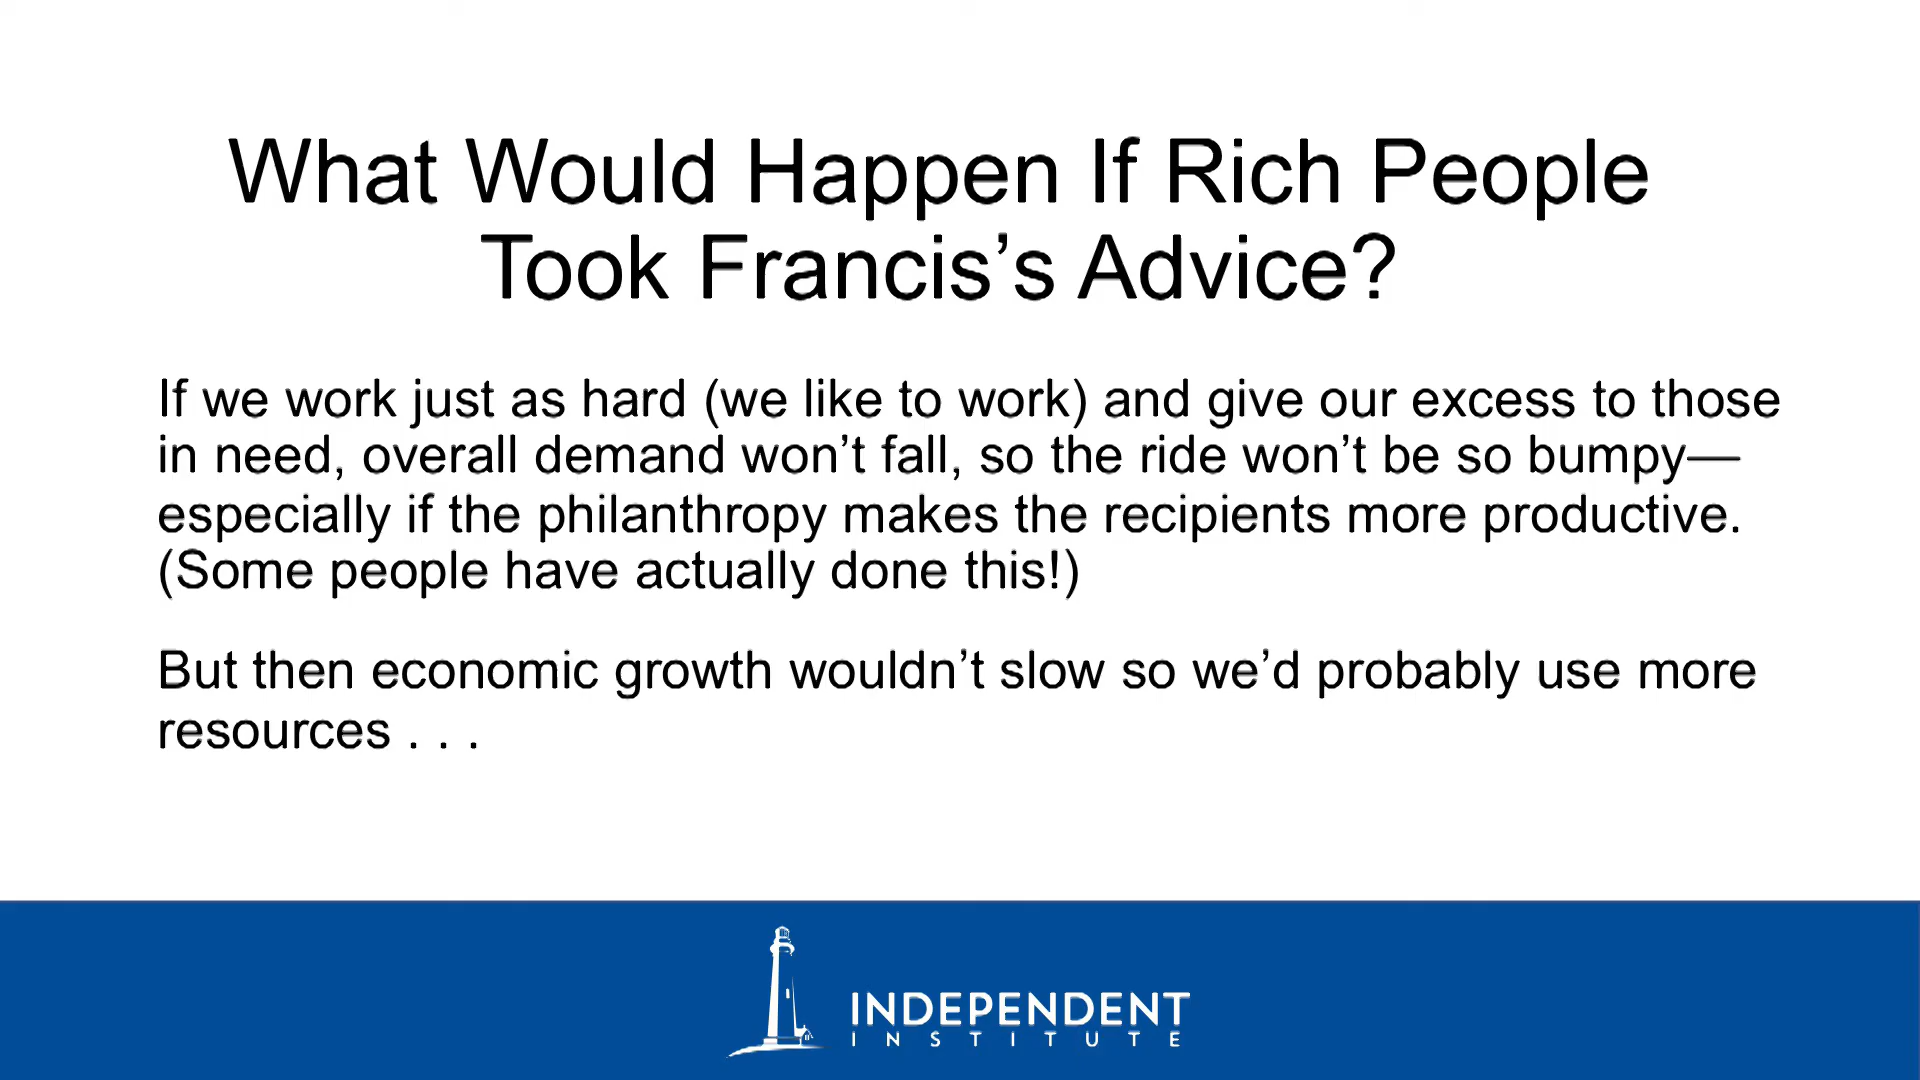 What Would Happen If Rich People
Took Francis’s Advice?
If we work just as hard (we like to work) and give our excess to those
in need, overall demand won’t fall, so the ride won’t be so bumpy—
especially if the philanthropy makes the recipients more productive.
(Some people have actually done this!)
But then economic growth wouldn’t slow so we’d probably use more
resources . . .
INDEPENDENT
INSTITUTE